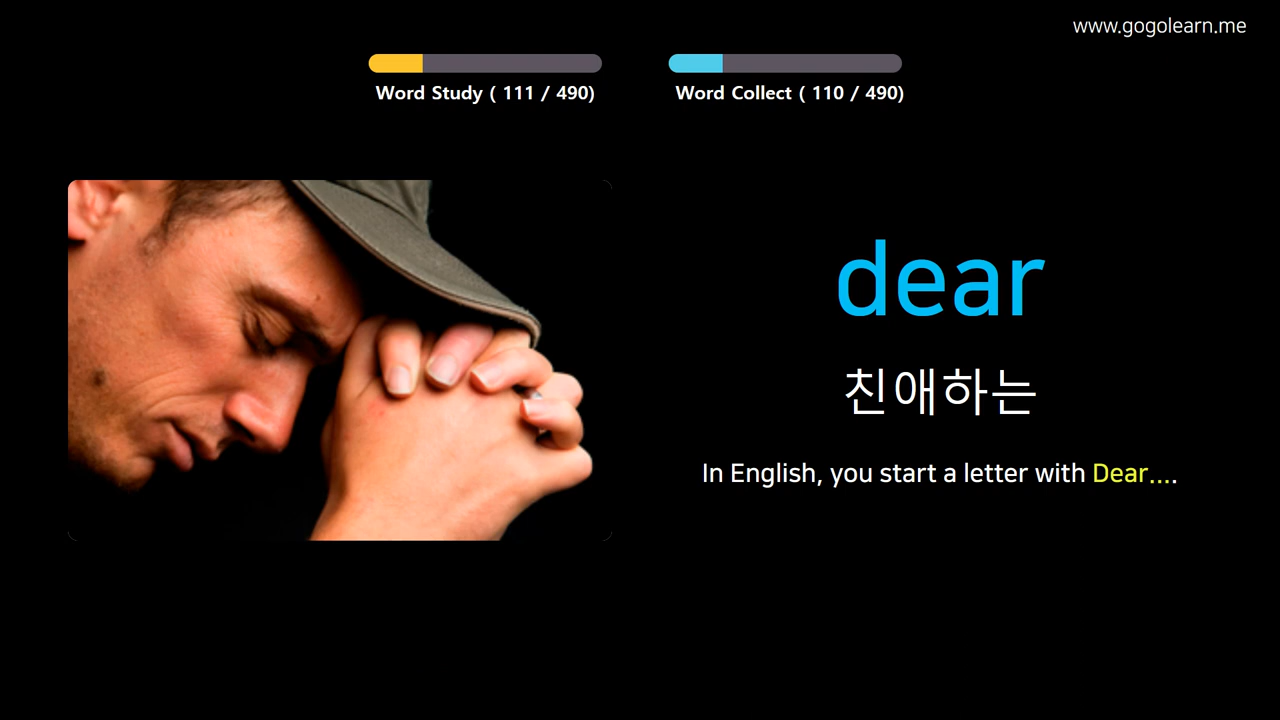 www.gogolearn.me
Word Study ( 111 / 490)
Word Collect ( 110 / 490)
dear
친애하는
In English, you start a letter with Dear....